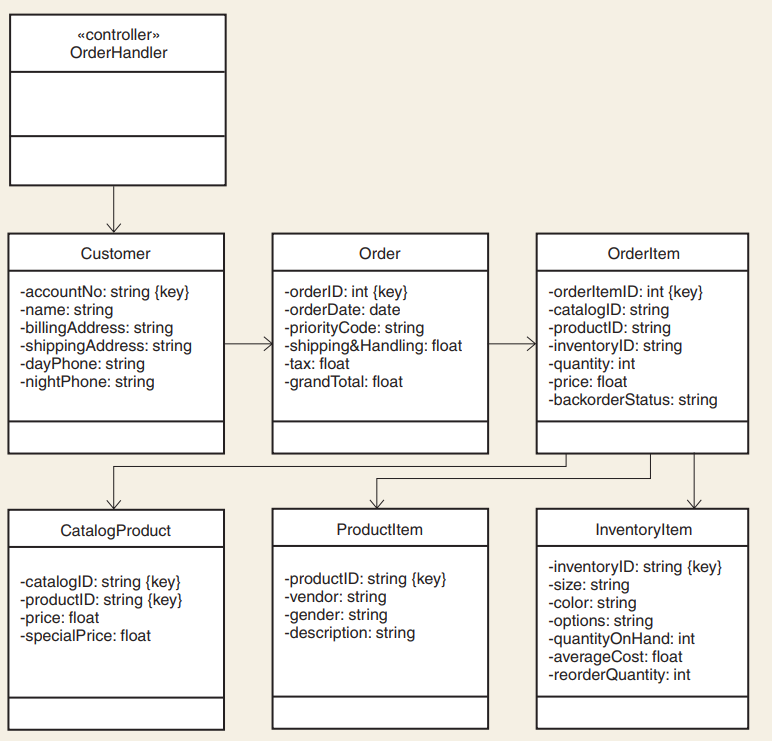 «controller»
OrderHandler
Customer
-accountNo: string {key}
-name: string
-billingAddress: string
-shippingAddress: string
-dayPhone: string
-nightPhone: string
Order
-orderID: int {key}
-orderDate: date
-priorityCode: string
-shipping&Handling: float
-tax: float
-grandTotal: float
OrderItem
-orderItemID: int {key}
-catalogID: string
-productID: string
-inventoryID: string
-quantity: int
-price: float
-backorderStatus: string
CatalogProduct
-catalogID: string {key}
-productID: string {key}
-price: float
-specialPrice: float
ProductItem
-productID: string {key}
-vendor: string
-gender: string
-description: string
InventoryItem
-inventoryID: string {key}
-size: string
-color: string
-options: string
-quantityOnHand: int
-averageCost: float
-reorderQuantity: int